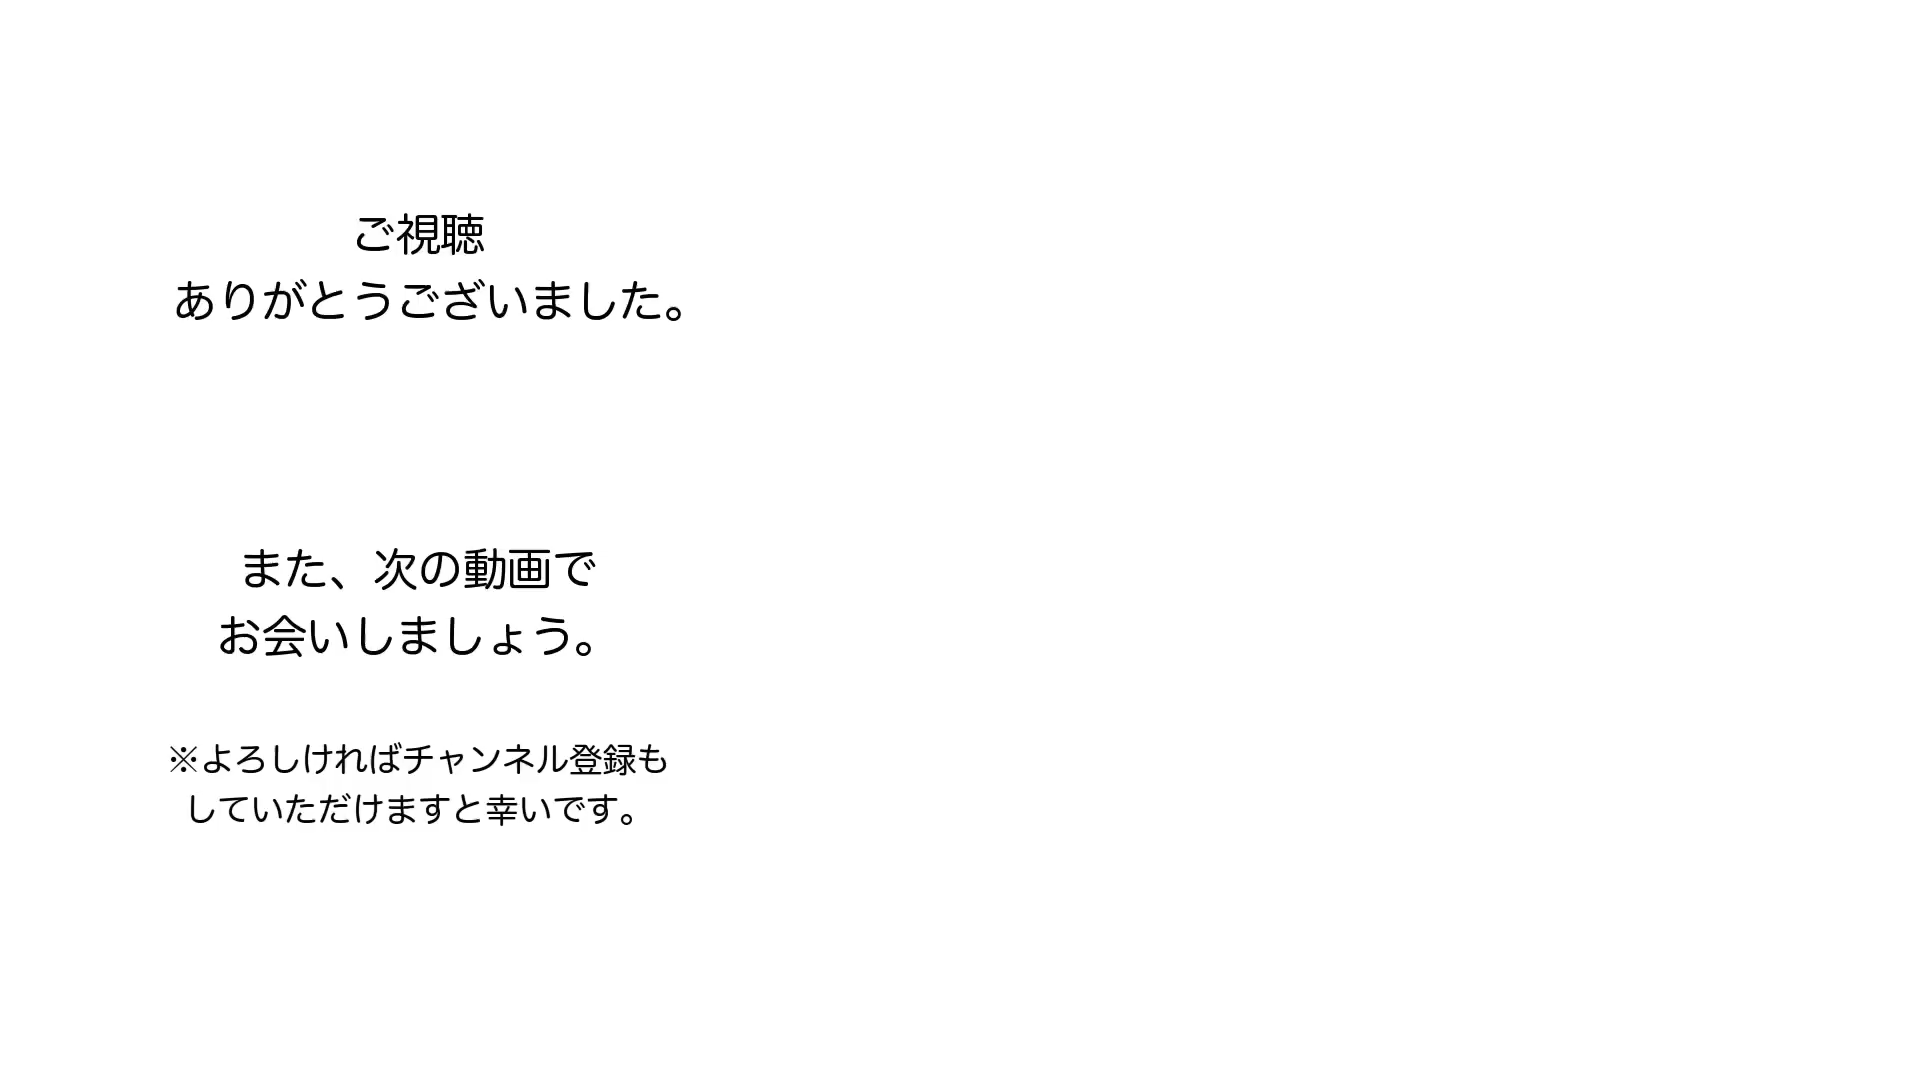 ご視聴
ありがとうございました。
また、次の動画で
お会いしましょう。
※よろしければチャンネル登録も
していただけますと幸いです。